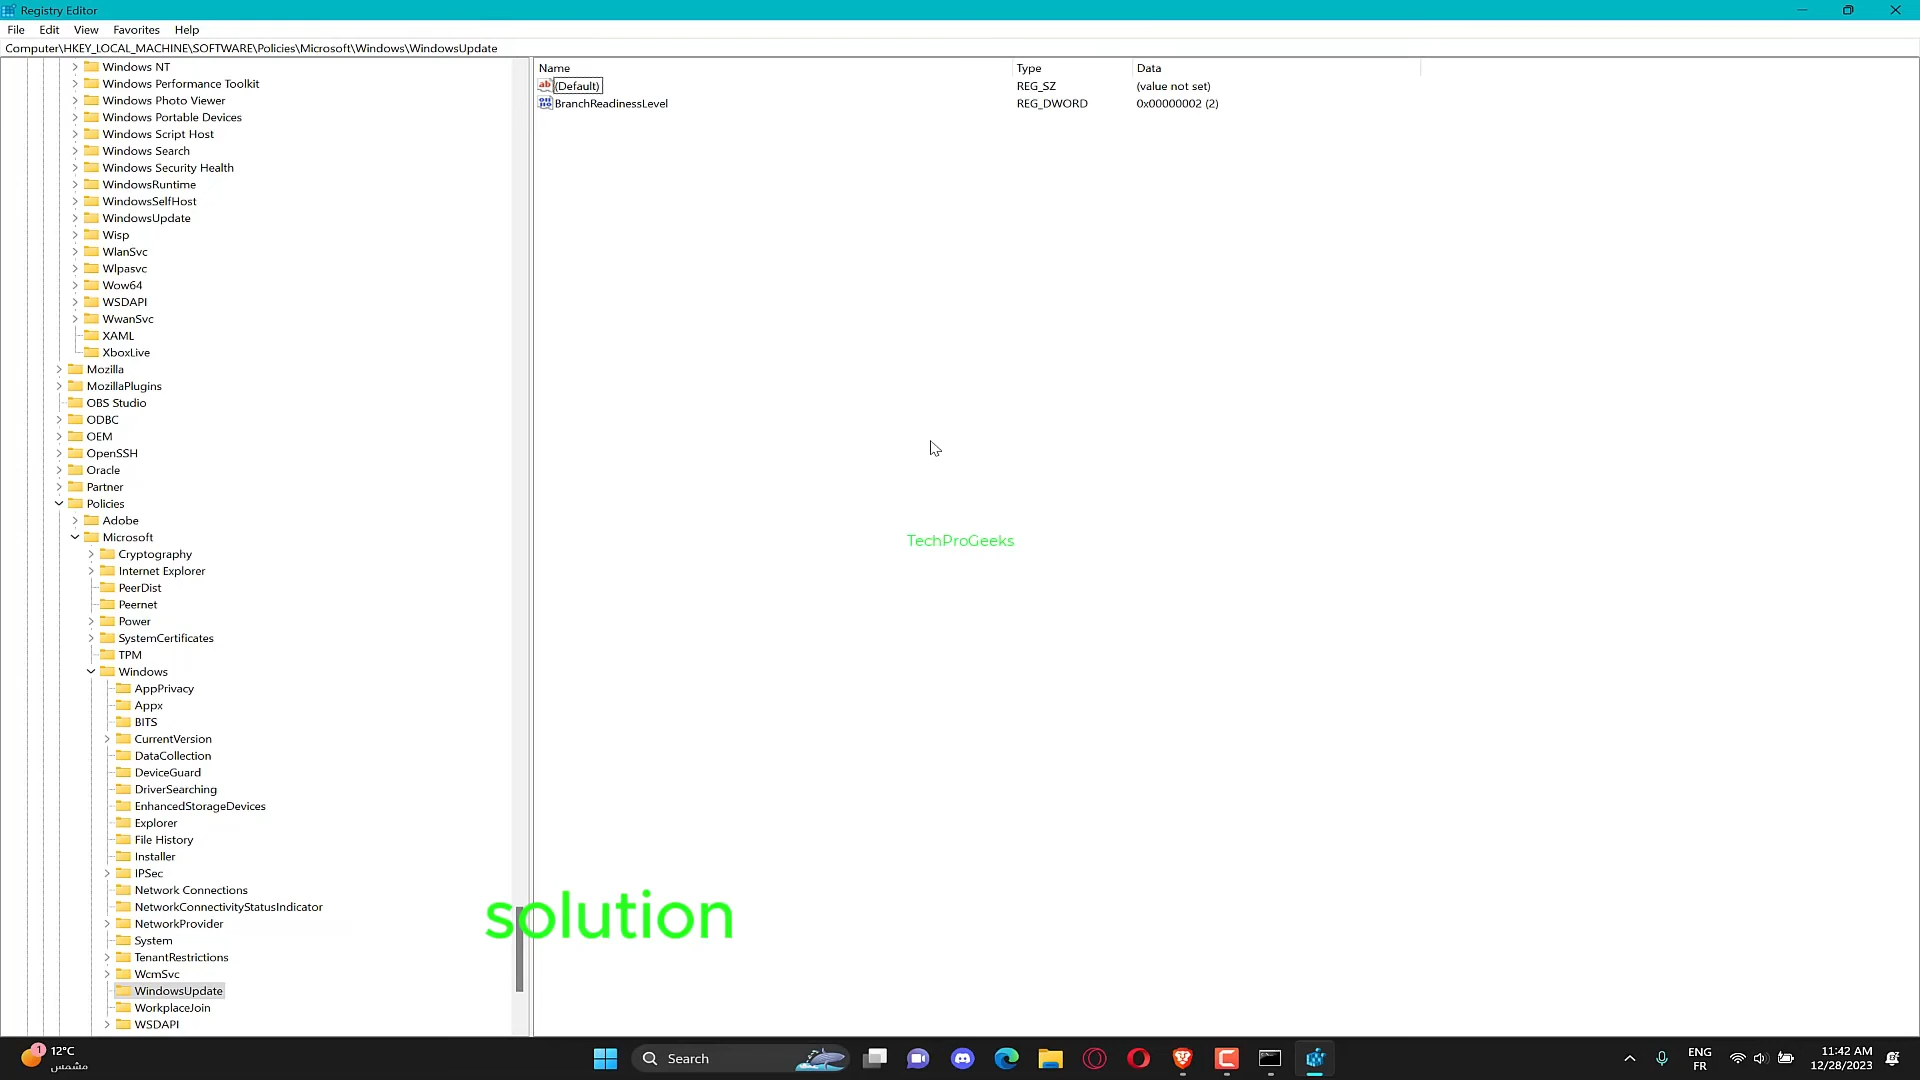 Registry Editor
File Edit View Favorites Help
Computer\HKEY_LOCAL_MACHINE\SOFTWARE\Policies\Microsoft\Windows\WindowsUpdate
Windows NT
Windows Performance Toolkit
Windows Photo Viewer
Windows Portable Devices
Windows Script Host
Windows Search
Windows Security Health
WindowsRuntime
WindowsSelfHost
WindowsUpdate
Wisp
WlanSvc
Wlpasvc
Wow64
WSDAPI
WwanSvc
XAML
XboxLive
Mozilla
MozillaPlugins
OBS Studio
ODBC
OEM
OpenSSH
Oracle
Partner
Policies
Adobe
Microsoft
Cryptography
Internet Explorer
PeerDist
Peernet
Power
SystemCertificates
TPM
Windows
AppPrivacy
Appx
BITS
CurrentVersion
DataCollection
DeviceGuard
DriverSearching
EnhancedStorageDevices
Explorer
File History
Installer
IPSec
Network Connections
NetworkConnectivityStatusIndicator
NetworkProvider
System
TenantRestrictions
WcmSvc
WindowsUpdate
WorkplaceJoin
WSDAPI
Name Type Data
ab (Default) REG_SZ (value not set)
BranchReadinessLevel REG_DWORD 0x00000002 (2)
TechProGeeks
solution
1 12°C
مشمس
Search
ENG
FR
11:42 AM
12/28/2023